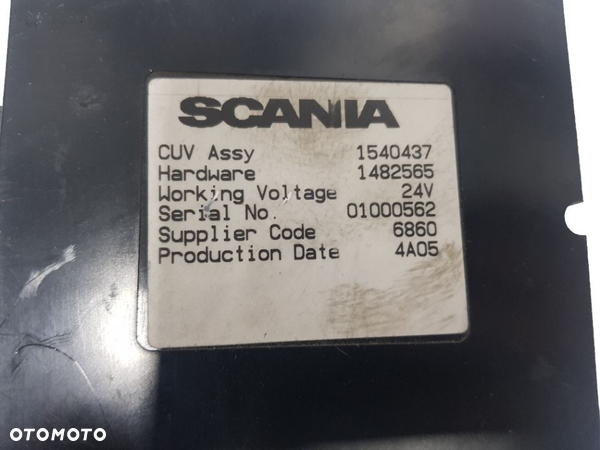 SCANIA
CUV Assy 1540437
Hardware 1482565
Working Voltage 24V
Serial No. 01000562
Supplier Code 6860
Production Date 4A05
OTOMOTO